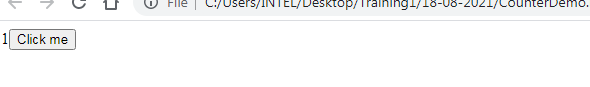 File | C:/Users/INTEL/Desktop/Training1/18-08-2021/CounterDemo.
1 Click me